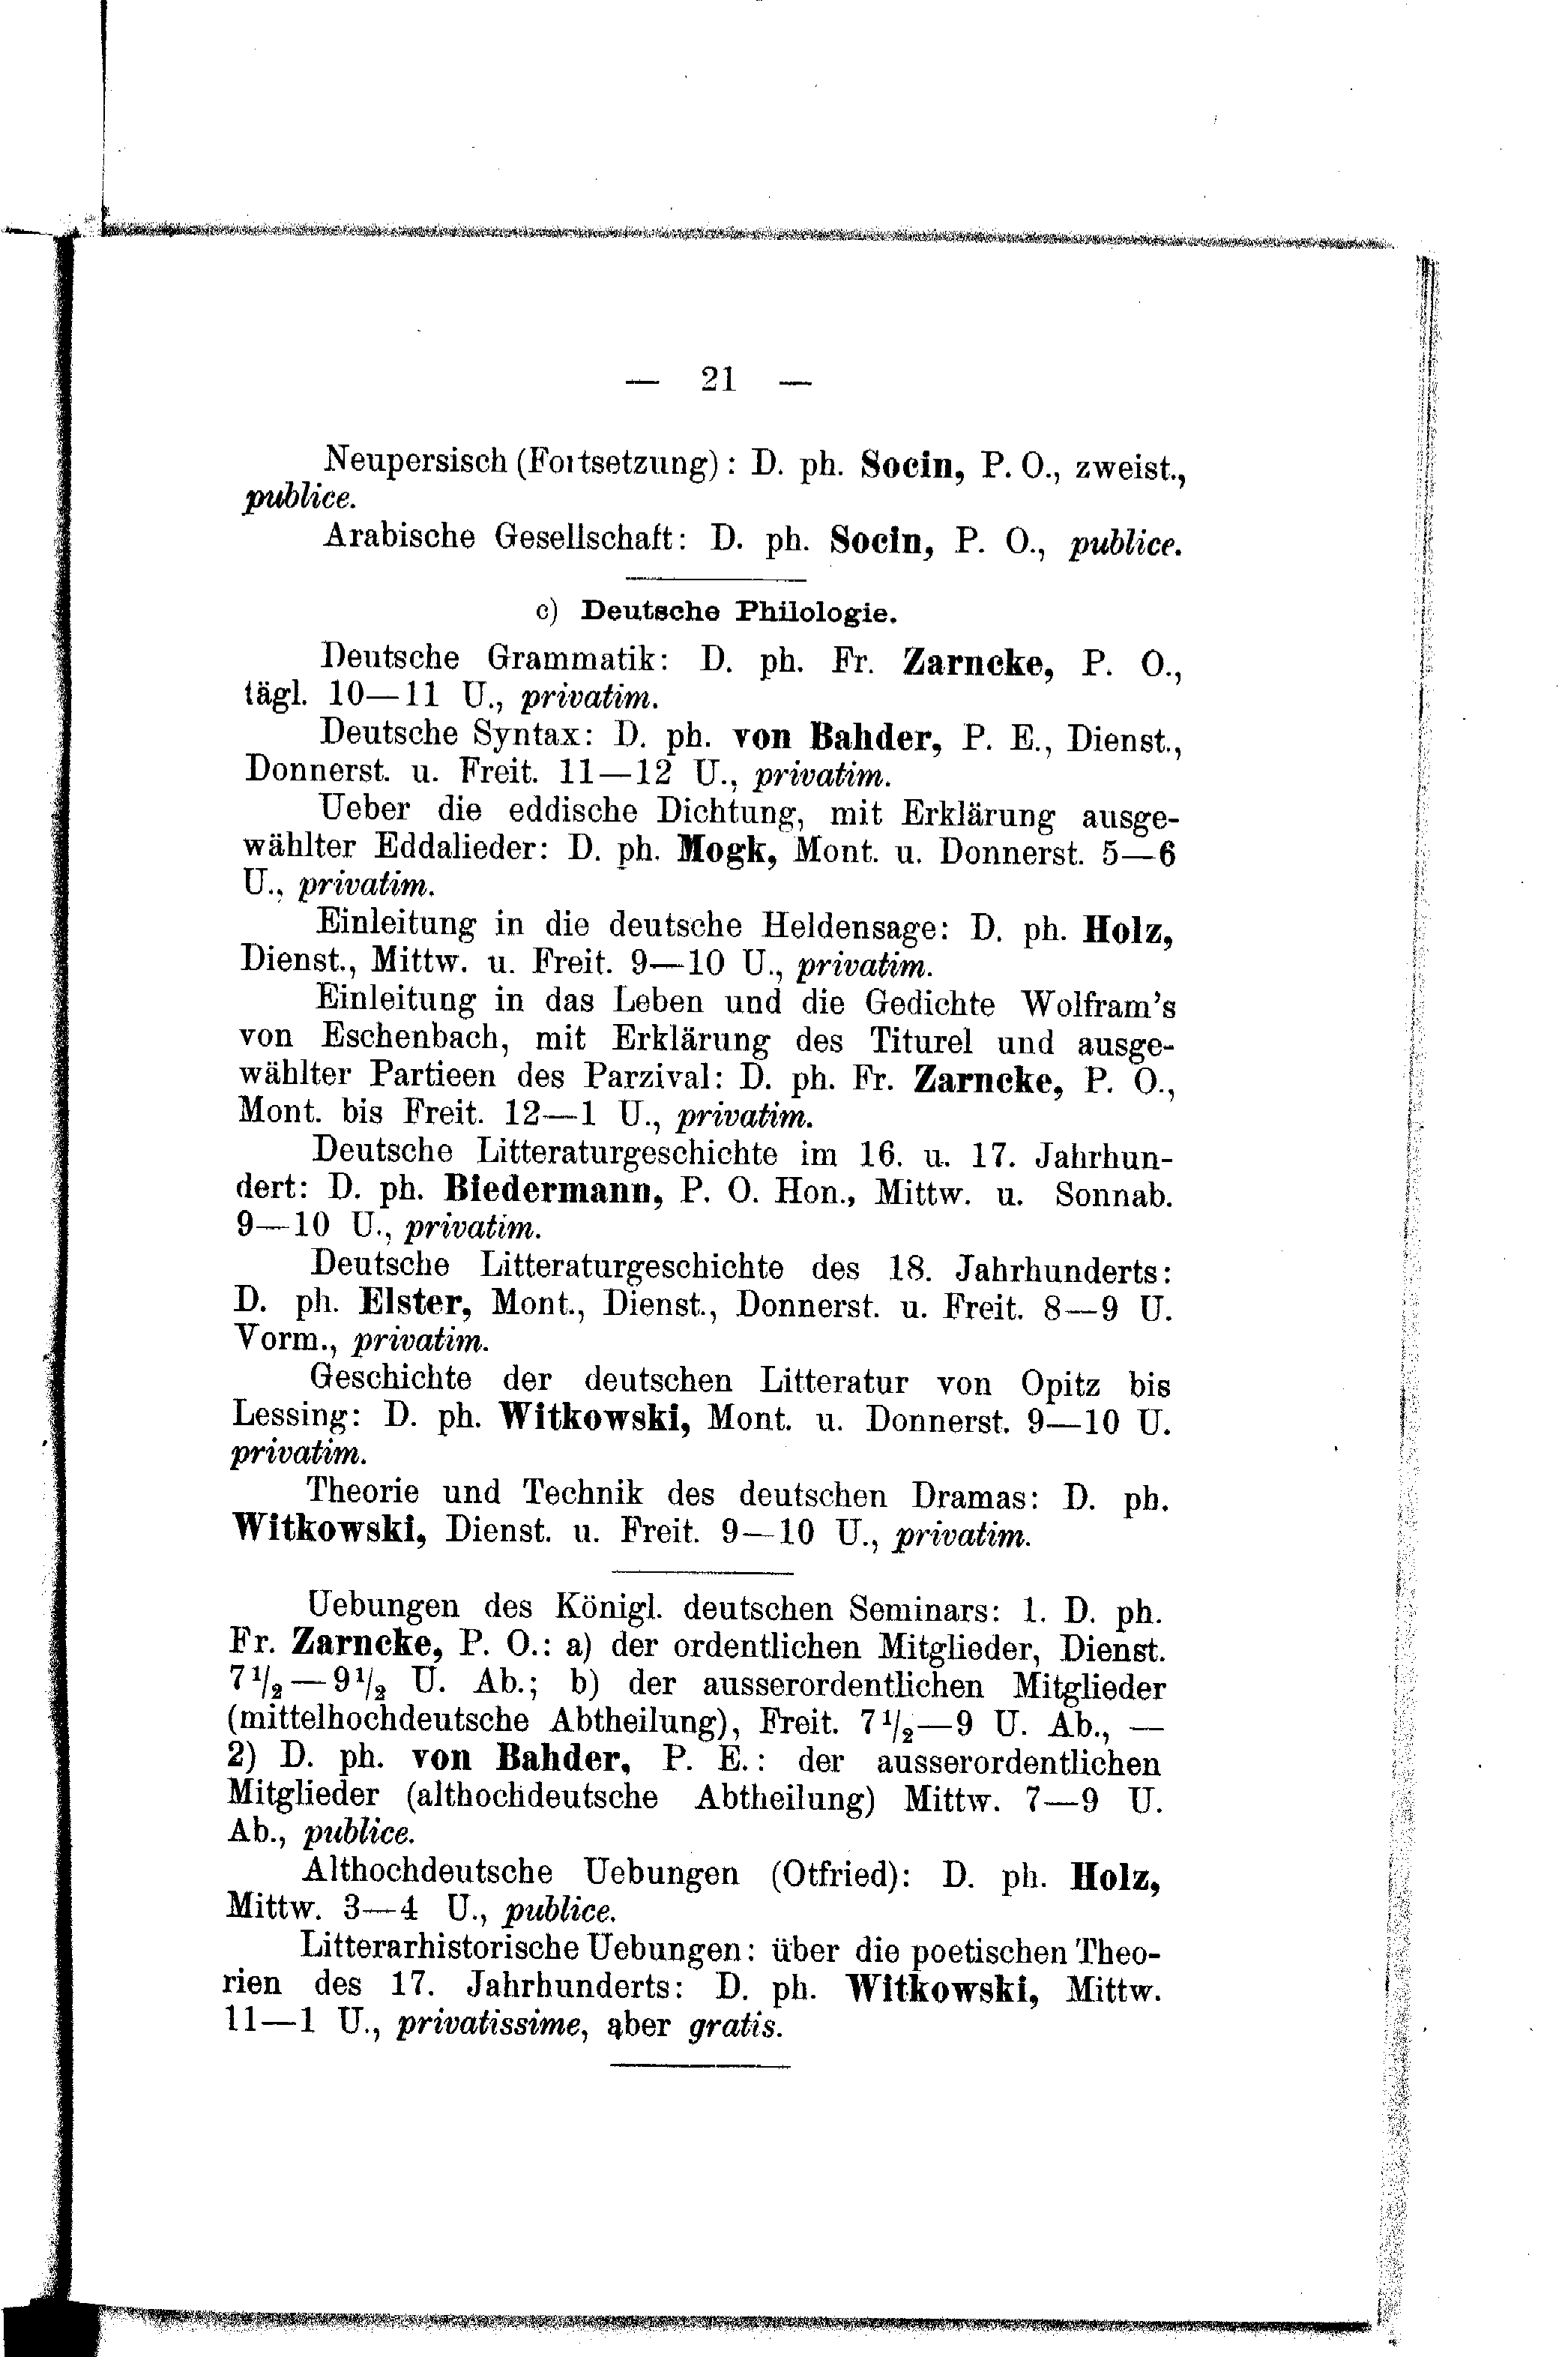 — 21 —
Neupersisch (Fortsetzung): D. ph. Socin, P. O., zweist.,
publice.
Arabische Gesellschaft: D. ph. Socin, P. O., publice.
c) Deutsche Philologie.
Deutsche Grammatik: D. ph. Fr. Zarncke, P. O.,
tägl. 10—11 U., privatim.
Deutsche Syntax: D. ph. von Bahder, P. E., Dienst.,
Donnerst. u. Freit. 11—12 U., privatim.
Ueber die eddische Dichtung, mit Erklärung ausge-
wählter Eddalieder: D. ph. Mogk, Mont. u. Donnerst. 5—6
U., privatim.
Einleitung in die deutsche Heldensage: D. ph. Holz,
Dienst., Mittw. u. Freit. 9—10 U., privatim.
Einleitung in das Leben und die Gedichte Wolfram's
von Eschenbach, mit Erklärung des Titurel und ausge-
wählter Partieen des Parzival: D. ph. Fr. Zarncke, P. O.,
Mont. bis Freit. 12—1 U., privatim.
Deutsche Litteraturgeschichte im 16. u. 17. Jahrhun-
dert: D. ph. Biedermann, P. O. Hon., Mittw. u. Sonnab.
9—10 U., privatim.
Deutsche Litteraturgeschichte des 18. Jahrhunderts:
D. ph. Elster, Mont., Dienst., Donnerst. u. Freit. 8—9 U.
Vorm., privatim.
Geschichte der deutschen Litteratur von Opitz bis
Lessing: D. ph. Witkowski, Mont. u. Donnerst. 9—10 U.
privatim.
Theorie und Technik des deutschen Dramas: D. ph.
Witkowski, Dienst. u. Freit. 9—10 U., privatim.
Uebungen des Königl. deutschen Seminars: 1. D. ph.
Fr. Zarncke, P. O.: a) der ordentlichen Mitglieder, Dienst.
7 1/2—9 1/2 U. Ab.; b) der ausserordentlichen Mitglieder
(mittelhochdeutsche Abtheilung), Freit. 7 1/2—9 U. Ab., —
2) D. ph. von Bahder, P. E.: der ausserordentlichen
Mitglieder (althochdeutsche Abtheilung) Mittw. 7—9 U.
Ab., publice.
Althochdeutsche Uebungen (Otfried): D. ph. Holz,
Mittw. 3—4 U., publice.
Litterarhistorische Uebungen: über die poetischen Theo-
rien des 17. Jahrhunderts: D. ph. Witkowski, Mittw.
11—1 U., privatissime, aber gratis.